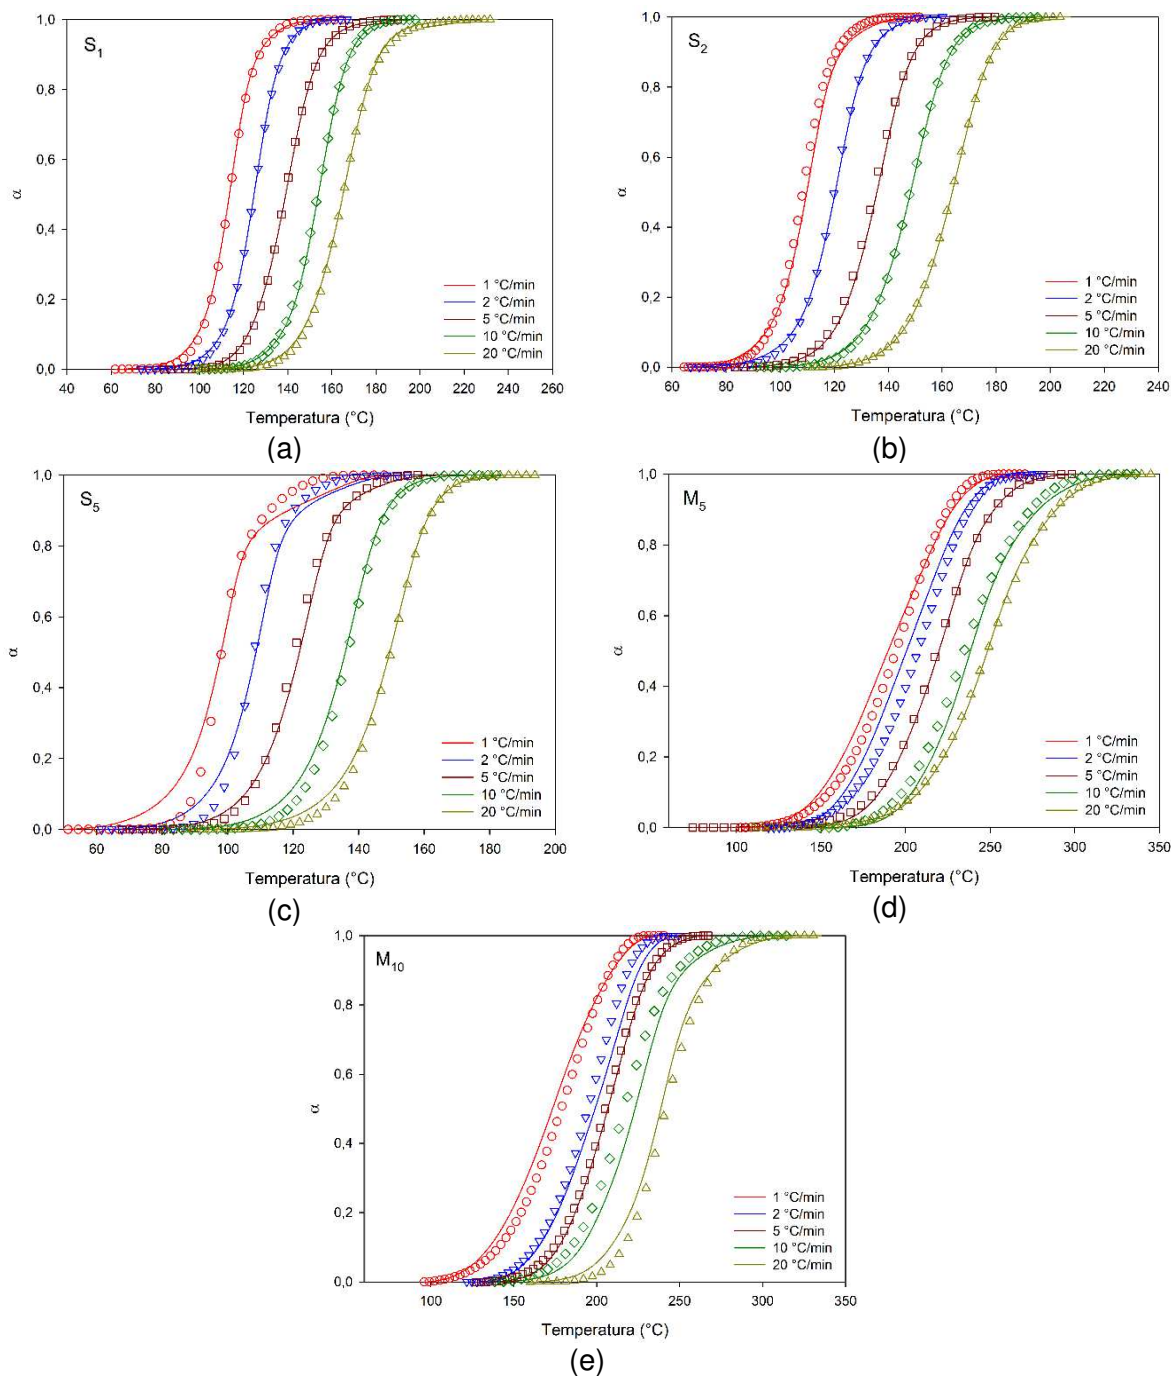 S1
α
1,0
0,8
0,6
0,4
0,2
0,0
1 °C/min
2 °C/min
5 °C/min
10 °C/min
20 °C/min
40 60 80 100 120 140 160 180 200 220 240 260
Temperatura (°C)
(a)
S2
α
1,0
0,8
0,6
0,4
0,2
0,0
1 °C/min
2 °C/min
5 °C/min
10 °C/min
20 °C/min
60 80 100 120 140 160 180 200 220 240
Temperatura (°C)
(b)
S5
α
1,0
0,8
0,6
0,4
0,2
0,0
1 °C/min
2 °C/min
5 °C/min
10 °C/min
20 °C/min
60 80 100 120 140 160 180 200
Temperatura (°C)
(c)
M5
α
1,0
0,8
0,6
0,4
0,2
0,0
1 °C/min
2 °C/min
5 °C/min
10 °C/min
20 °C/min
100 150 200 250 300 350
Temperatura (°C)
(d)
M10
α
1,0
0,8
0,6
0,4
0,2
0,0
1 °C/min
2 °C/min
5 °C/min
10 °C/min
20 °C/min
100 150 200 250 300 350
Temperatura (°C)
(e)